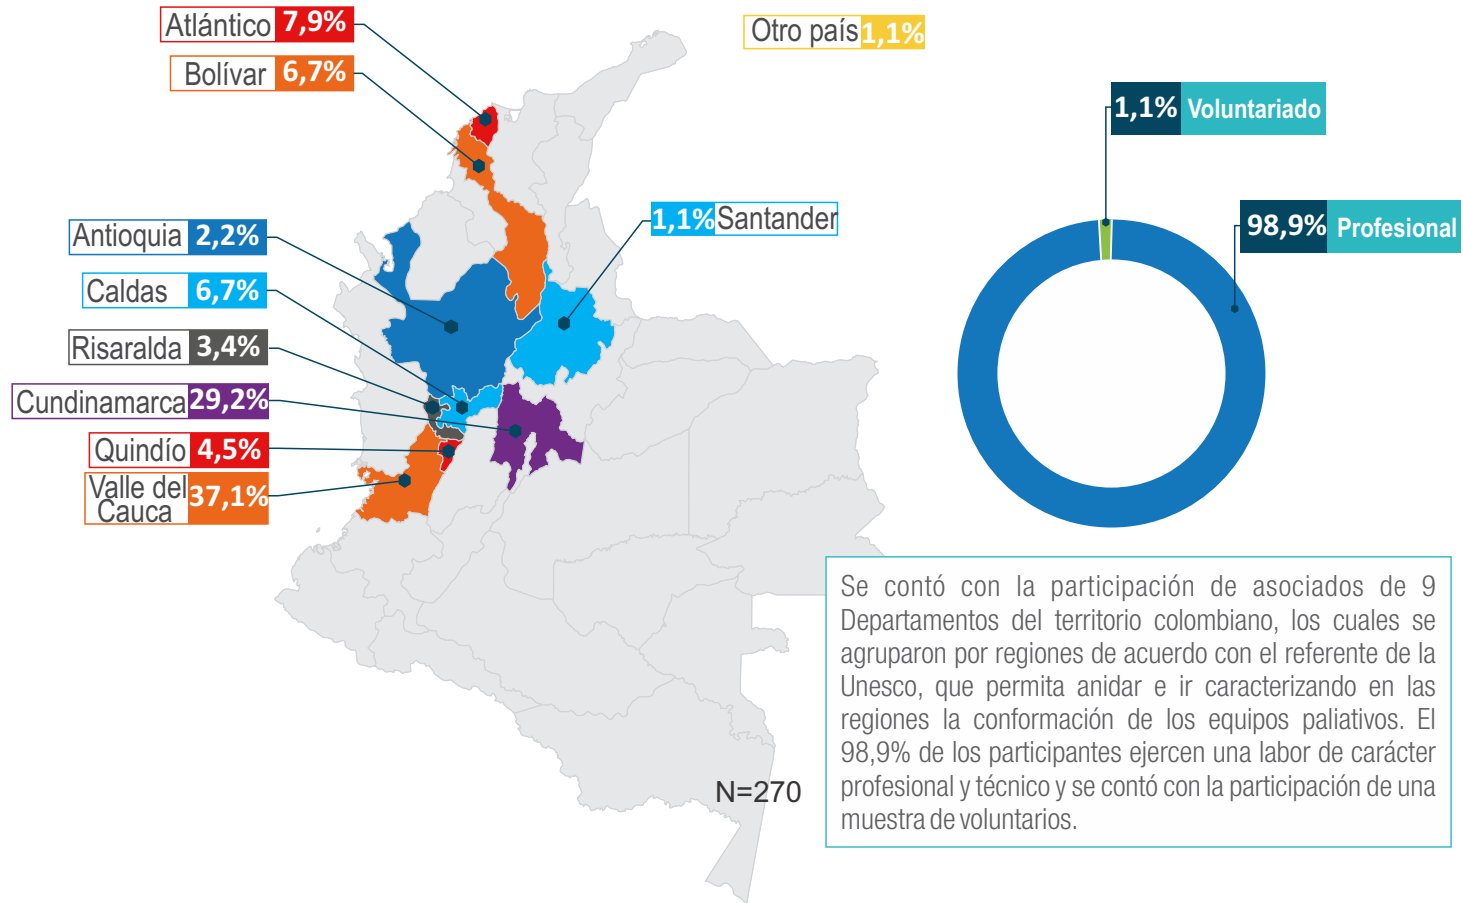 Atlántico 7,9%
Bolívar 6,7%
Otro país 1,1%
1,1% Voluntariado
98,9% Profesional
1,1% Santander
Antioquia 2,2%
Caldas 6,7%
Risaralda 3,4%
Cundinamarca 29,2%
Quindío 4,5%
Valle del
Cauca 37,1%
Se contó con la participación de asociados de 9
Departamentos del territorio colombiano, los cuales se
agruparon por regiones de acuerdo con el referente de la
Unesco, que permita anidar e ir caracterizando en las
regiones la conformación de los equipos paliativos. El
98,9% de los participantes ejercen una labor de carácter
profesional y técnico y se contó con la participación de una
muestra de voluntarios.
N=270